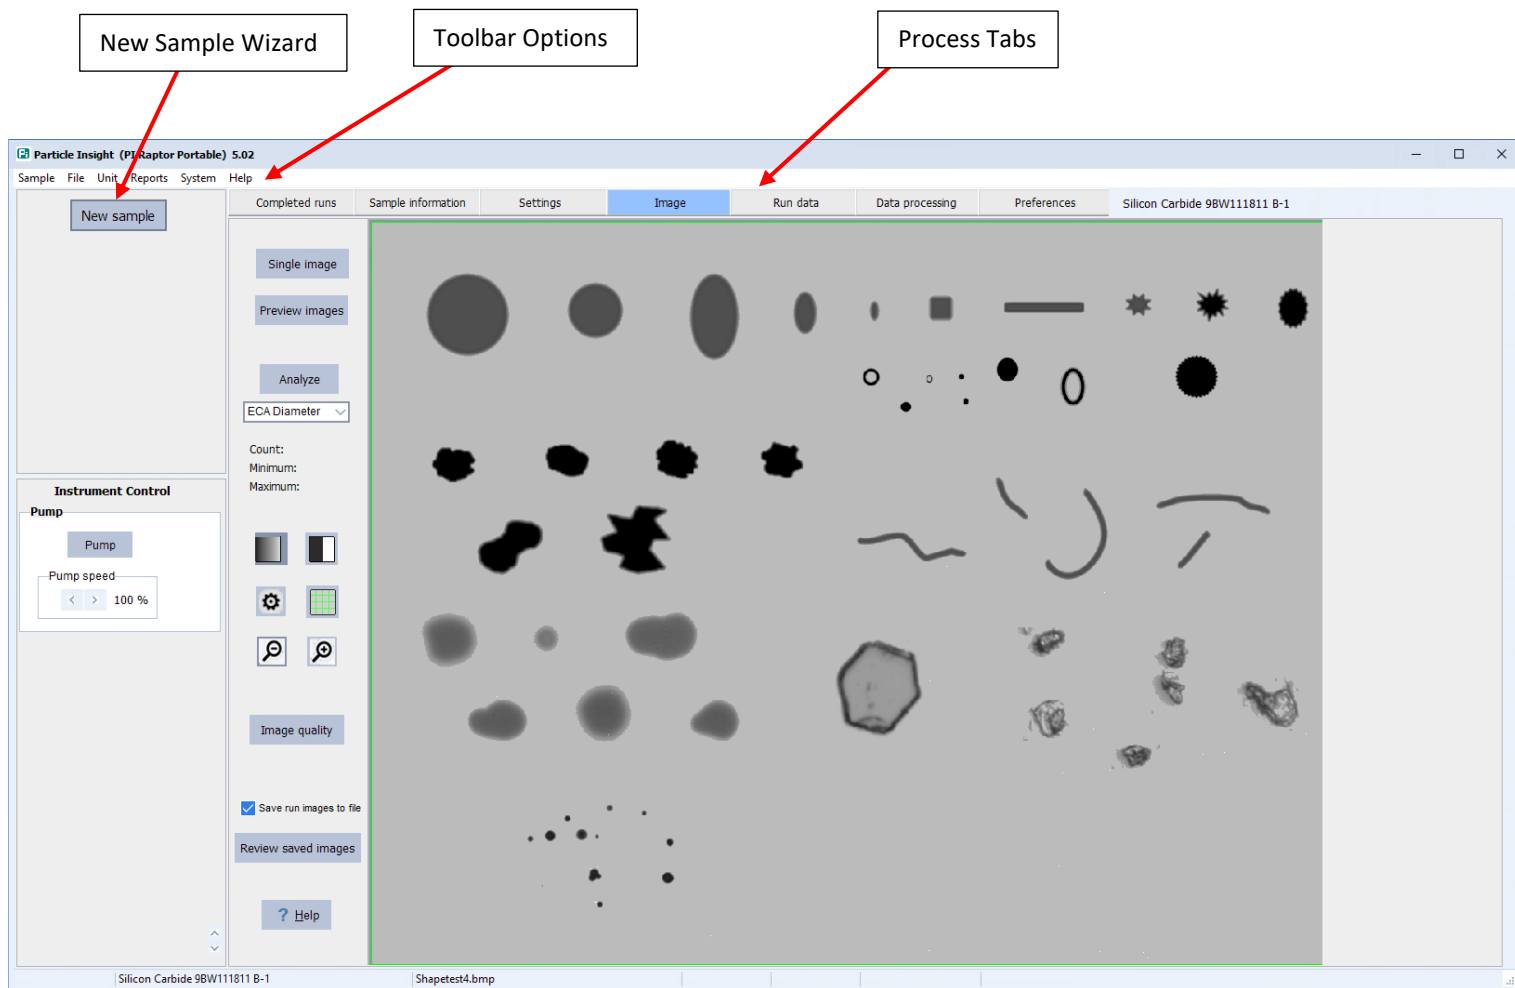 New Sample Wizard
Toolbar Options
Process Tabs
Particle Insight (PI Raptor Portable) 5.02
Sample File Unit Reports System Help
New sample
Completed runs Sample information Settings Image Run data Data processing Preferences Silicon Carbide 9BW111811 B-1
Single image
Preview images
Analyze
ECA Diameter
Count:
Minimum:
Maximum:
Instrument Control
Pump
Pump
Pump speed
< > 100 %
Image quality
Save run images to file
Review saved images
? Help
Silicon Carbide 9BW111811 B-1 Shapetest4.bmp